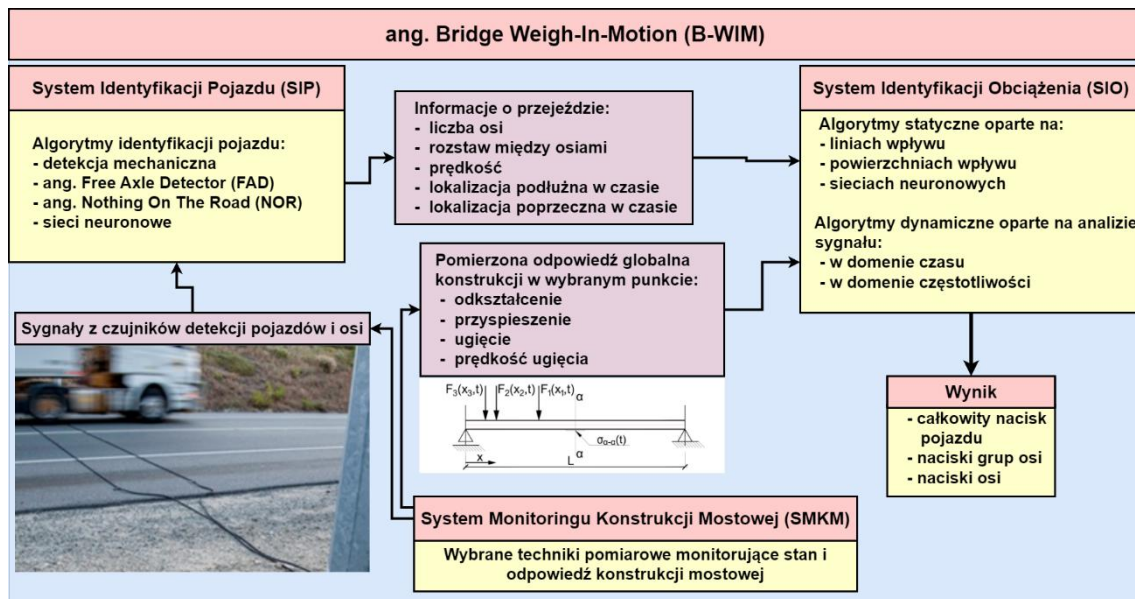 ang. Bridge Weigh-In-Motion (B-WIM)
System Identyfikacji Pojazdu (SIP)
Algorytmy identyfikacji pojazdu:
- detekcja mechaniczna
- ang. Free Axle Detector (FAD)
- ang. Nothing On The Road (NOR)
- sieci neuronowe
Sygnały z czujników detekcji pojazdów i osi
Informacje o przejeździe:
- liczba osi
- rozstaw między osiami
- prędkość
- lokalizacja podłużna w czasie
- lokalizacja poprzeczna w czasie
Pomierzona odpowiedź globalna
konstrukcji w wybranym punkcie:
- odkształcenie
- przyspieszenie
- ugięcie
- prędkość ugięcia
F₃(x₃,t) F₂(x₂,t) F₁(x₁,t) α
σα-α(t)
x L α
System Monitoringu Konstrukcji Mostowej (SMKM)
Wybrane techniki pomiarowe monitorujące stan i
odpowiedź konstrukcji mostowej
System Identyfikacji Obciążenia (SIO)
Algorytmy statyczne oparte na:
- liniach wpływu
- powierzchniach wpływu
- sieciach neuronowych
Algorytmy dynamiczne oparte na analizie
sygnału:
- w domenie czasu
- w domenie częstotliwości
Wynik
- całkowity nacisk
pojazdu
- naciski grup osi
- naciski osi